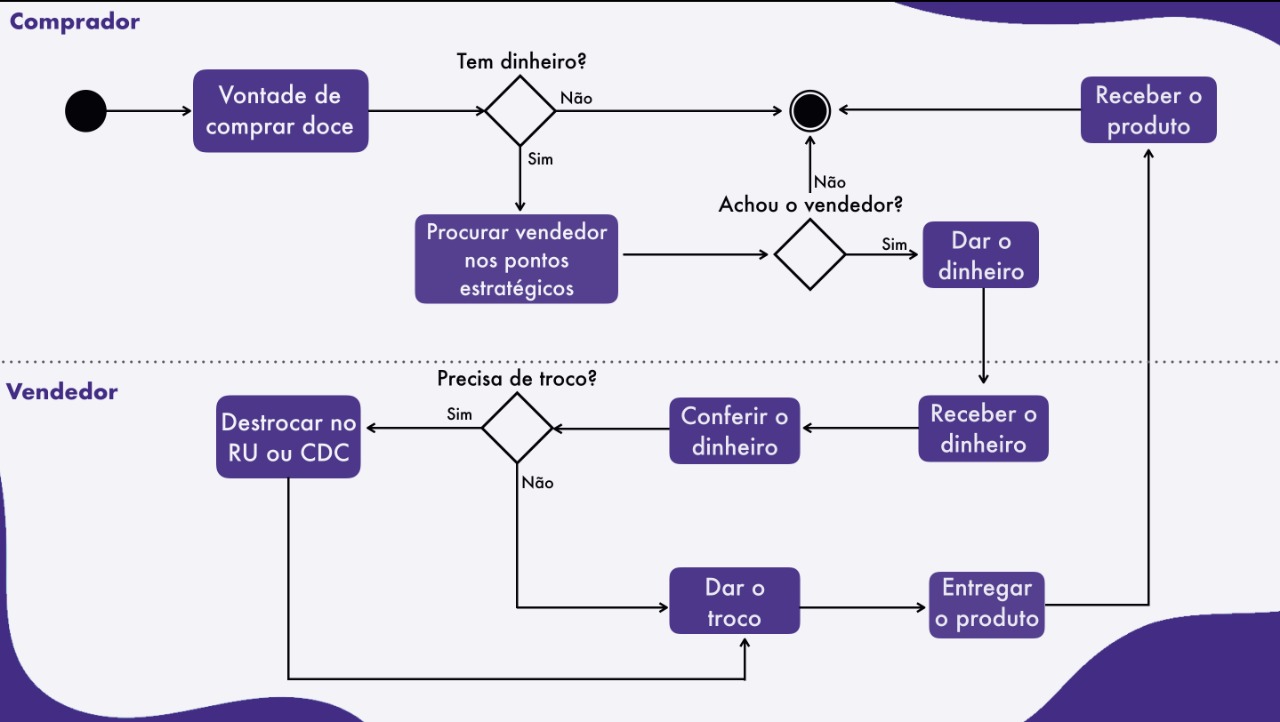 Comprador
Vontade de
comprar doce
Tem dinheiro?
Não
Sim
Procurar vendedor
nos pontos
estratégicos
Achou o vendedor?
Não
Sim
Dar o
dinheiro
Receber o
produto
Vendedor
Receber o
dinheiro
Conferir o
dinheiro
Precisa de troco?
Sim
Não
Destrocar no
RU ou CDC
Dar o
troco
Entregar
o produto